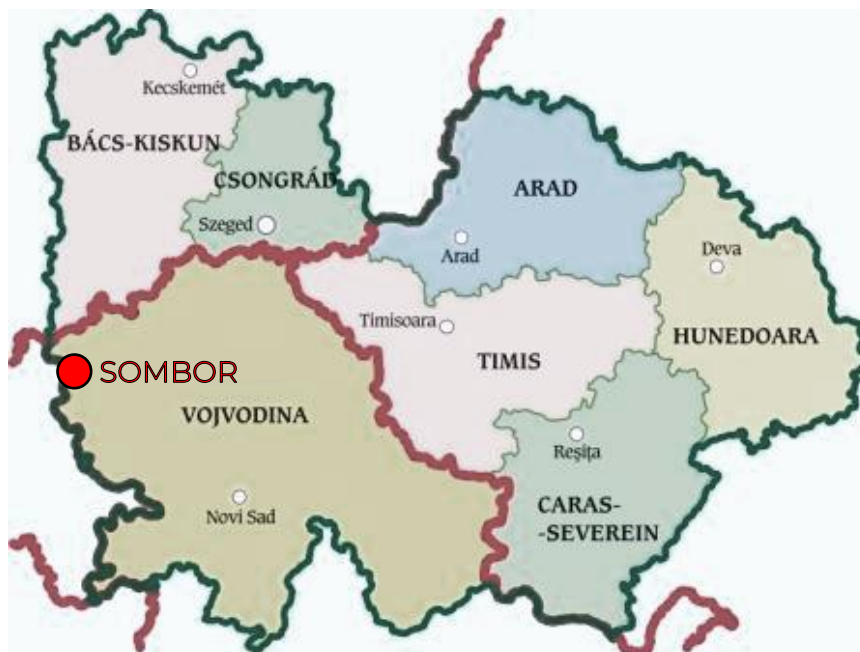 Kecskemét
BÁCS-KISKUN
CSONGRÁD
Szeged
ARAD
Arad
Deva
Timisoara
HUNEDOARA
TIMIS
SOMBOR
VOJVODINA
Reşiţa
Novi Sad
CARAS-
-SEVEREIN